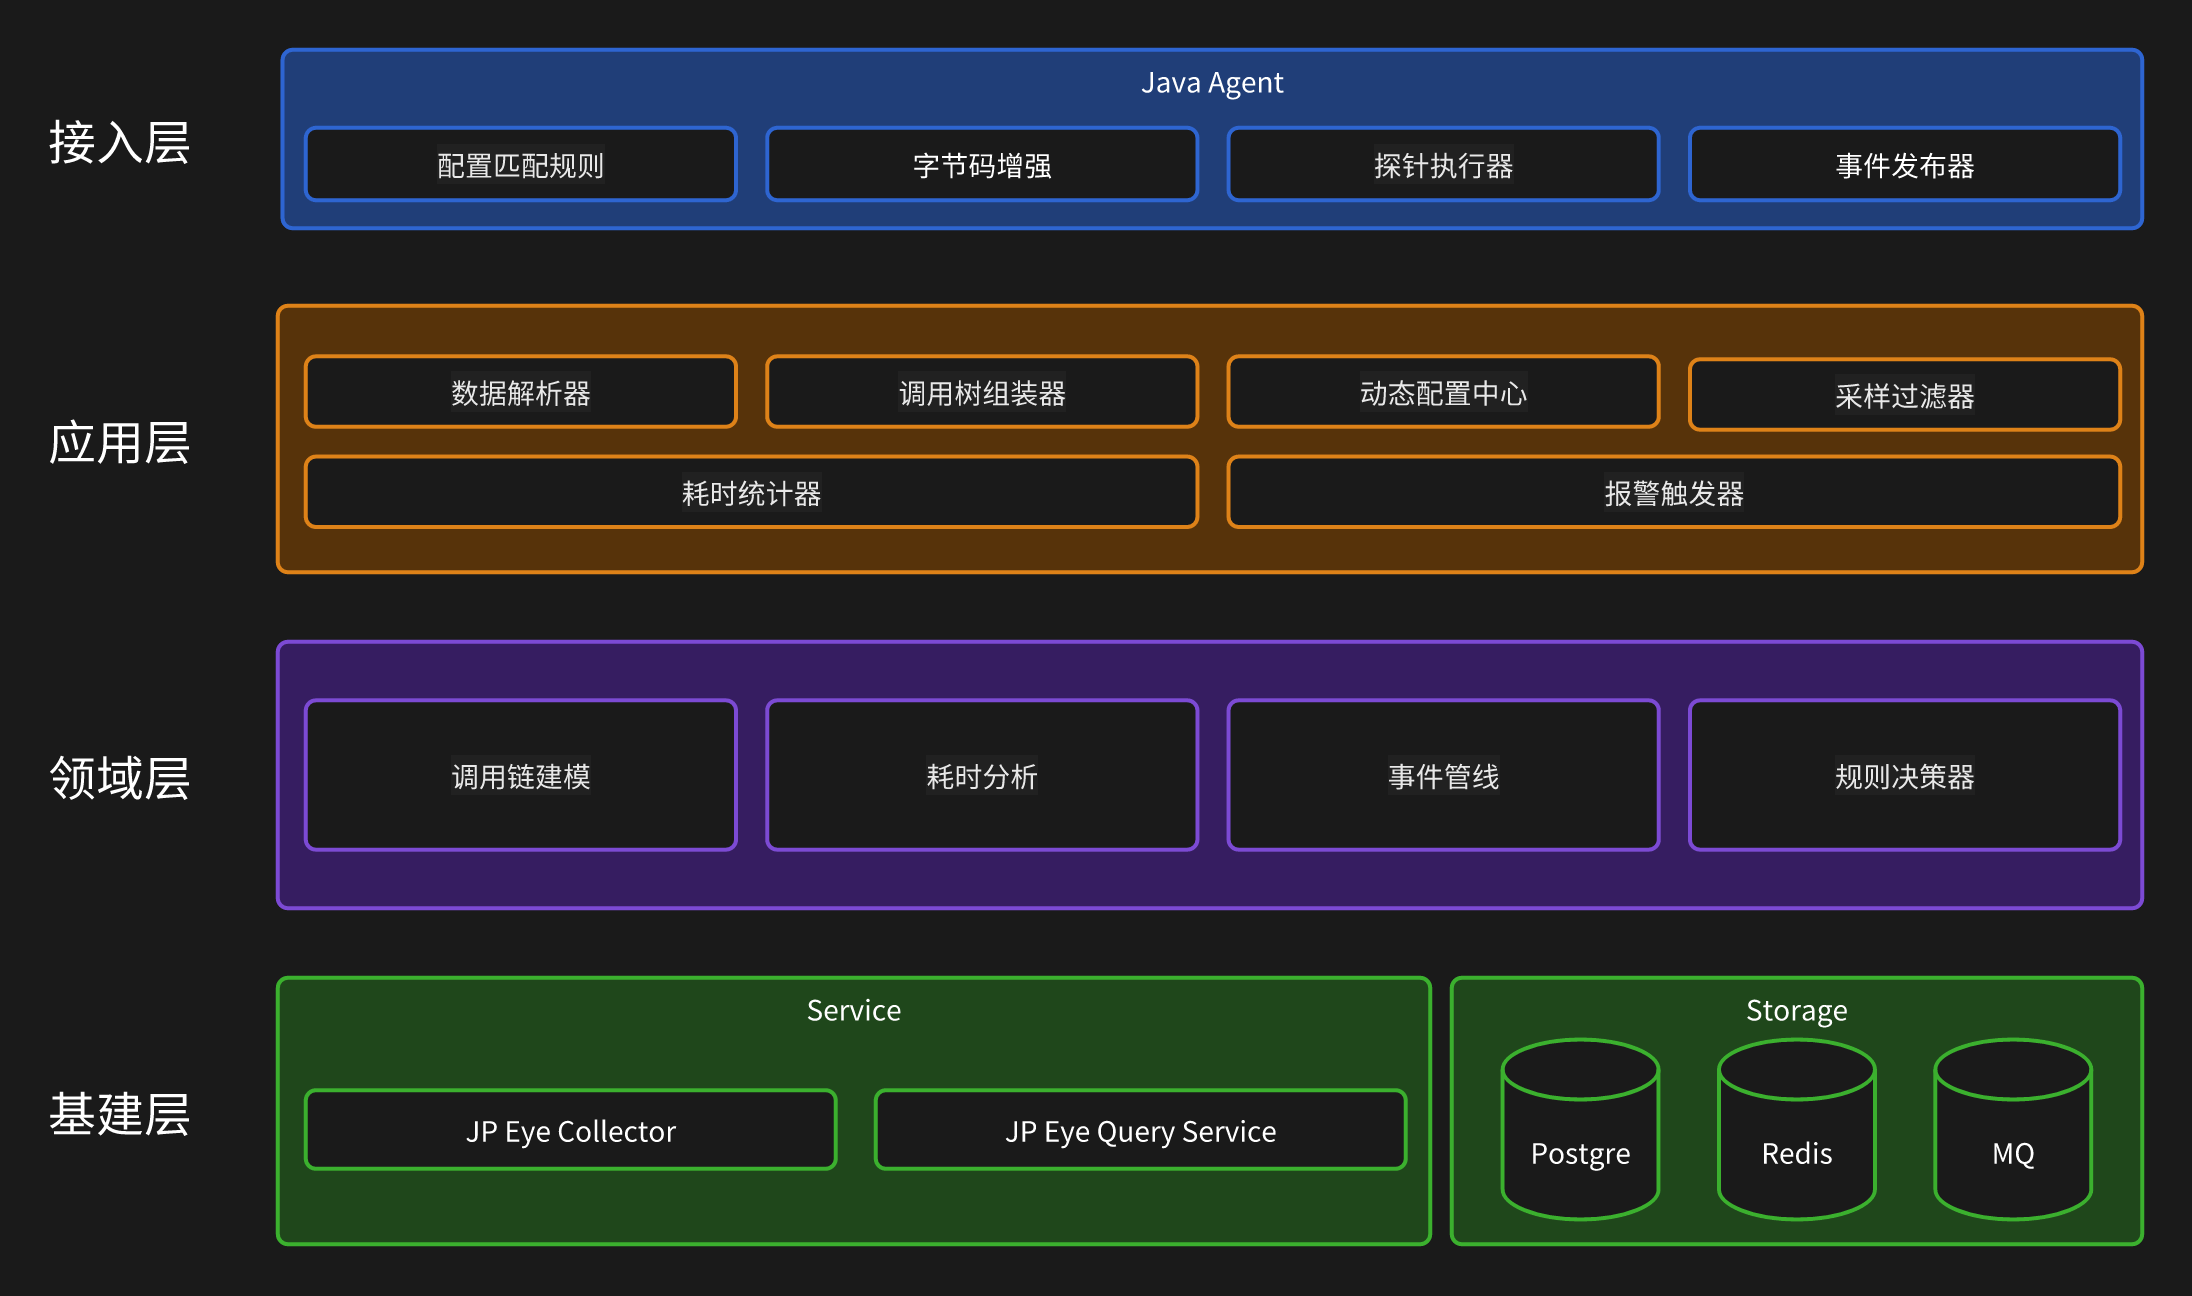 接入层
Java Agent
配置匹配规则
字节码增强
探针执行器
事件发布器
应用层
数据解析器
调用树组装器
动态配置中心
采样过滤器
耗时统计器
报警触发器
领域层
调用链建模
耗时分析
事件管线
规则决策器
基建层
Service
JP Eye Collector
JP Eye Query Service
Storage
Postgre
Redis
MQ